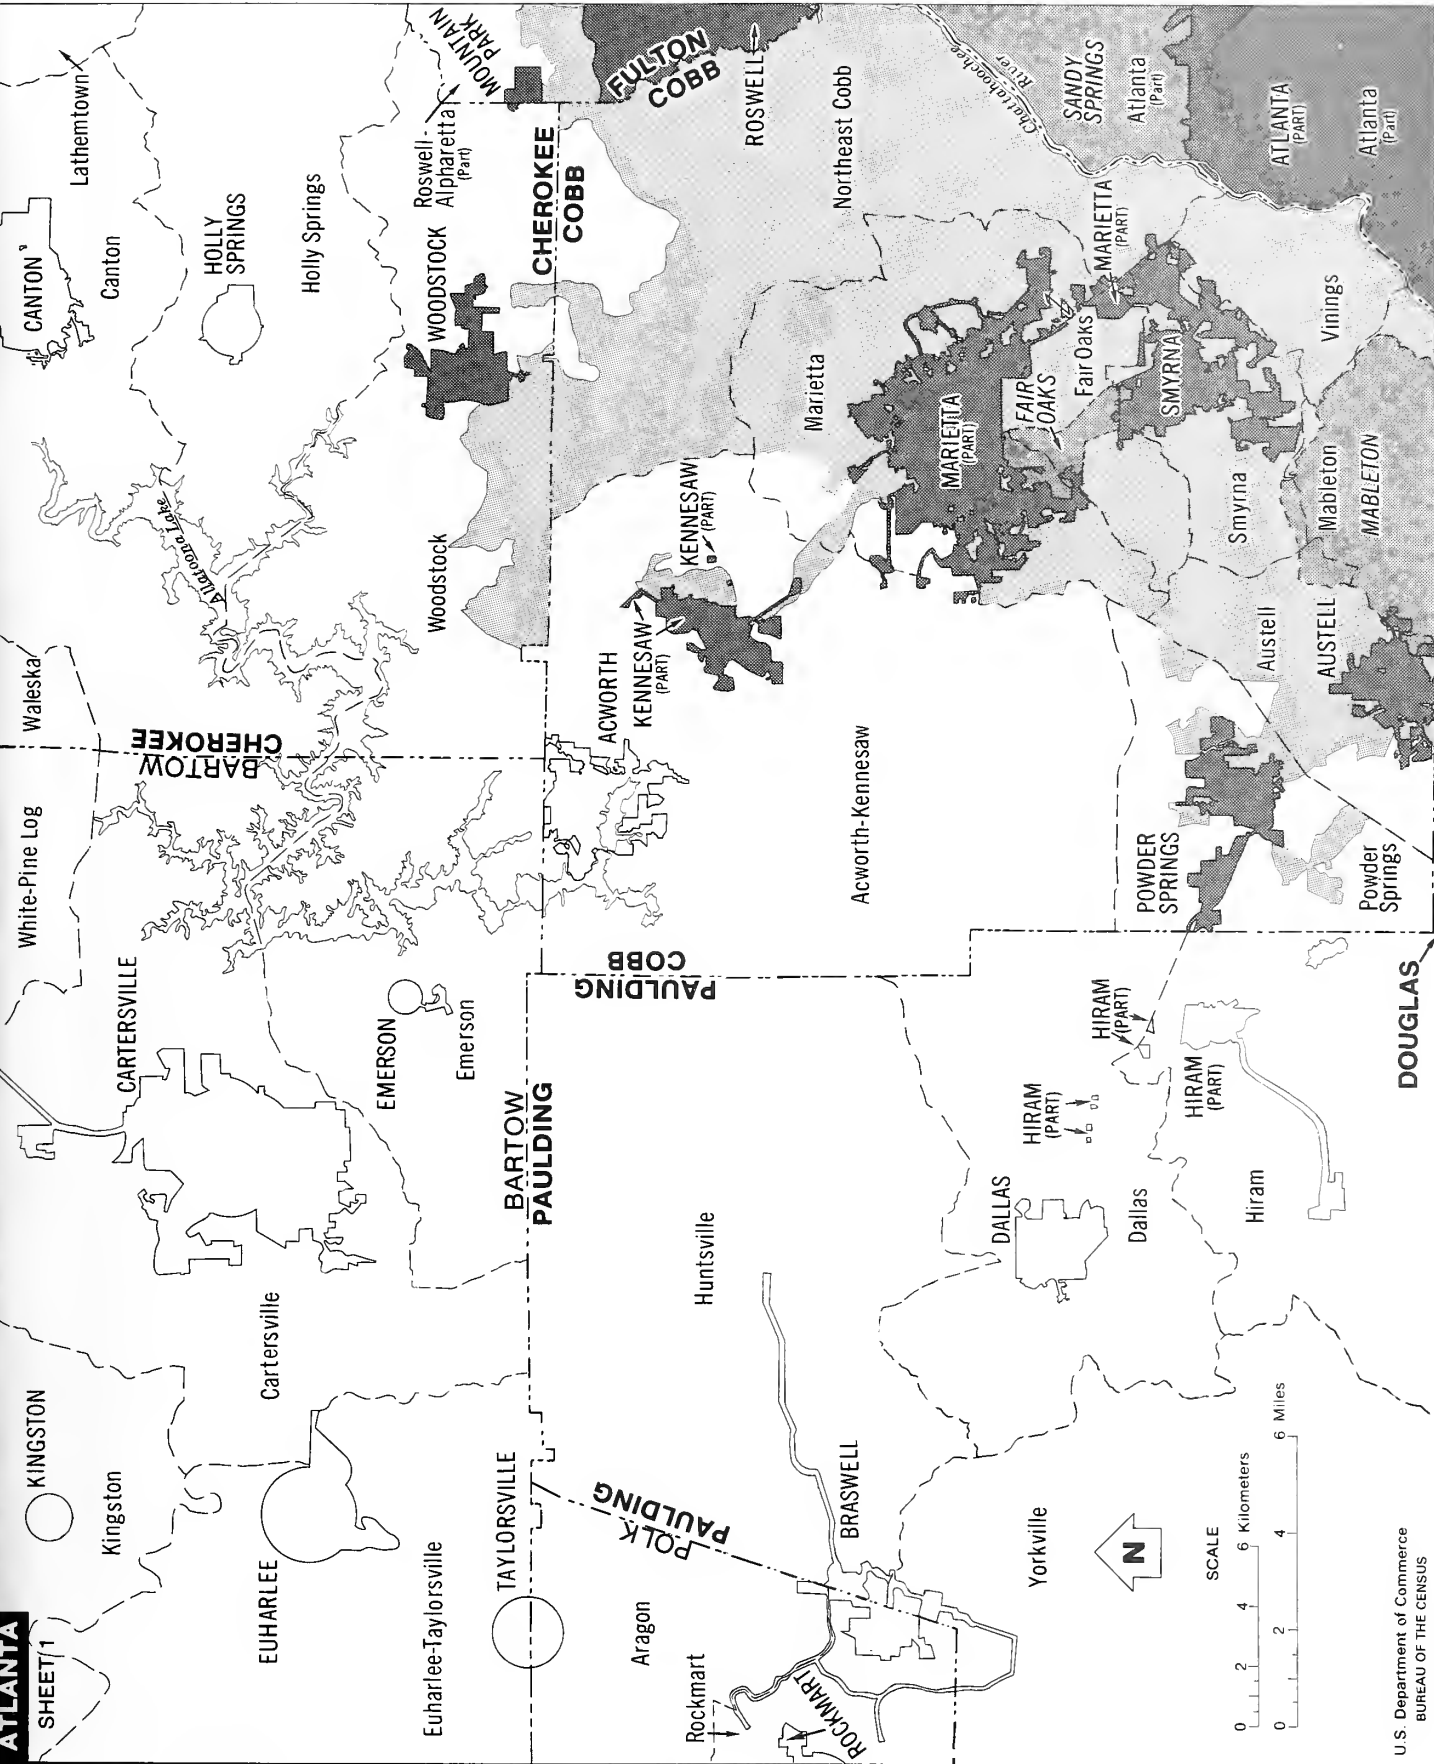 ATLANTA
SHEET 1
KINGSTON
Kingston
EUHARLEE
Euharlee-Taylorsville
TAYLORSVILLE
Cartersville
CARTERSVILLE
White-Pine Log
Waleska
BARTOW
CHEROKEE
EMERSON
Emerson
BARTOW
PAULDING
Allatoona Lake
CANTON
Canton
Lathemtown
HOLLY
SPRINGS
Holly Springs
WOODSTOCK
Woodstock
MOUNTAIN
PARK
Roswell-
Alpharetta
(Part)
CHEROKEE
COBB
FULTON
COBB
ROSWELL
Northeast Cobb
Chattahoochee
River
SANDY
SPRINGS
Atlanta
(Part)
ATLANTA
(PART)
Atlanta
(Part)
Marietta
MARIETTA
(PART)
MARIETTA
(PART)
FAIR
OAKS
Fair Oaks
SMYRNA
Smyrna
Vinings
Mableton
MABLETON
KENNESAW
(PART)
KENNESAW
(PART)
ACWORTH
Acworth-Kennesaw
Austell
AUSTELL
POWDER
SPRINGS
Powder
Springs
PAULDING
COBB
DOUGLAS
HIRAM
(PART)
HIRAM
(PART)
HIRAM
(PART)
Hiram
DALLAS
Dallas
Huntsville
BRASWELL
Yorkville
POLK
PAULDING
Aragon
Rockmart
ROCKMART
N
SCALE
0 2 4 6 Kilometers
0 2 4 6 Miles
U.S. Department of Commerce
BUREAU OF THE CENSUS